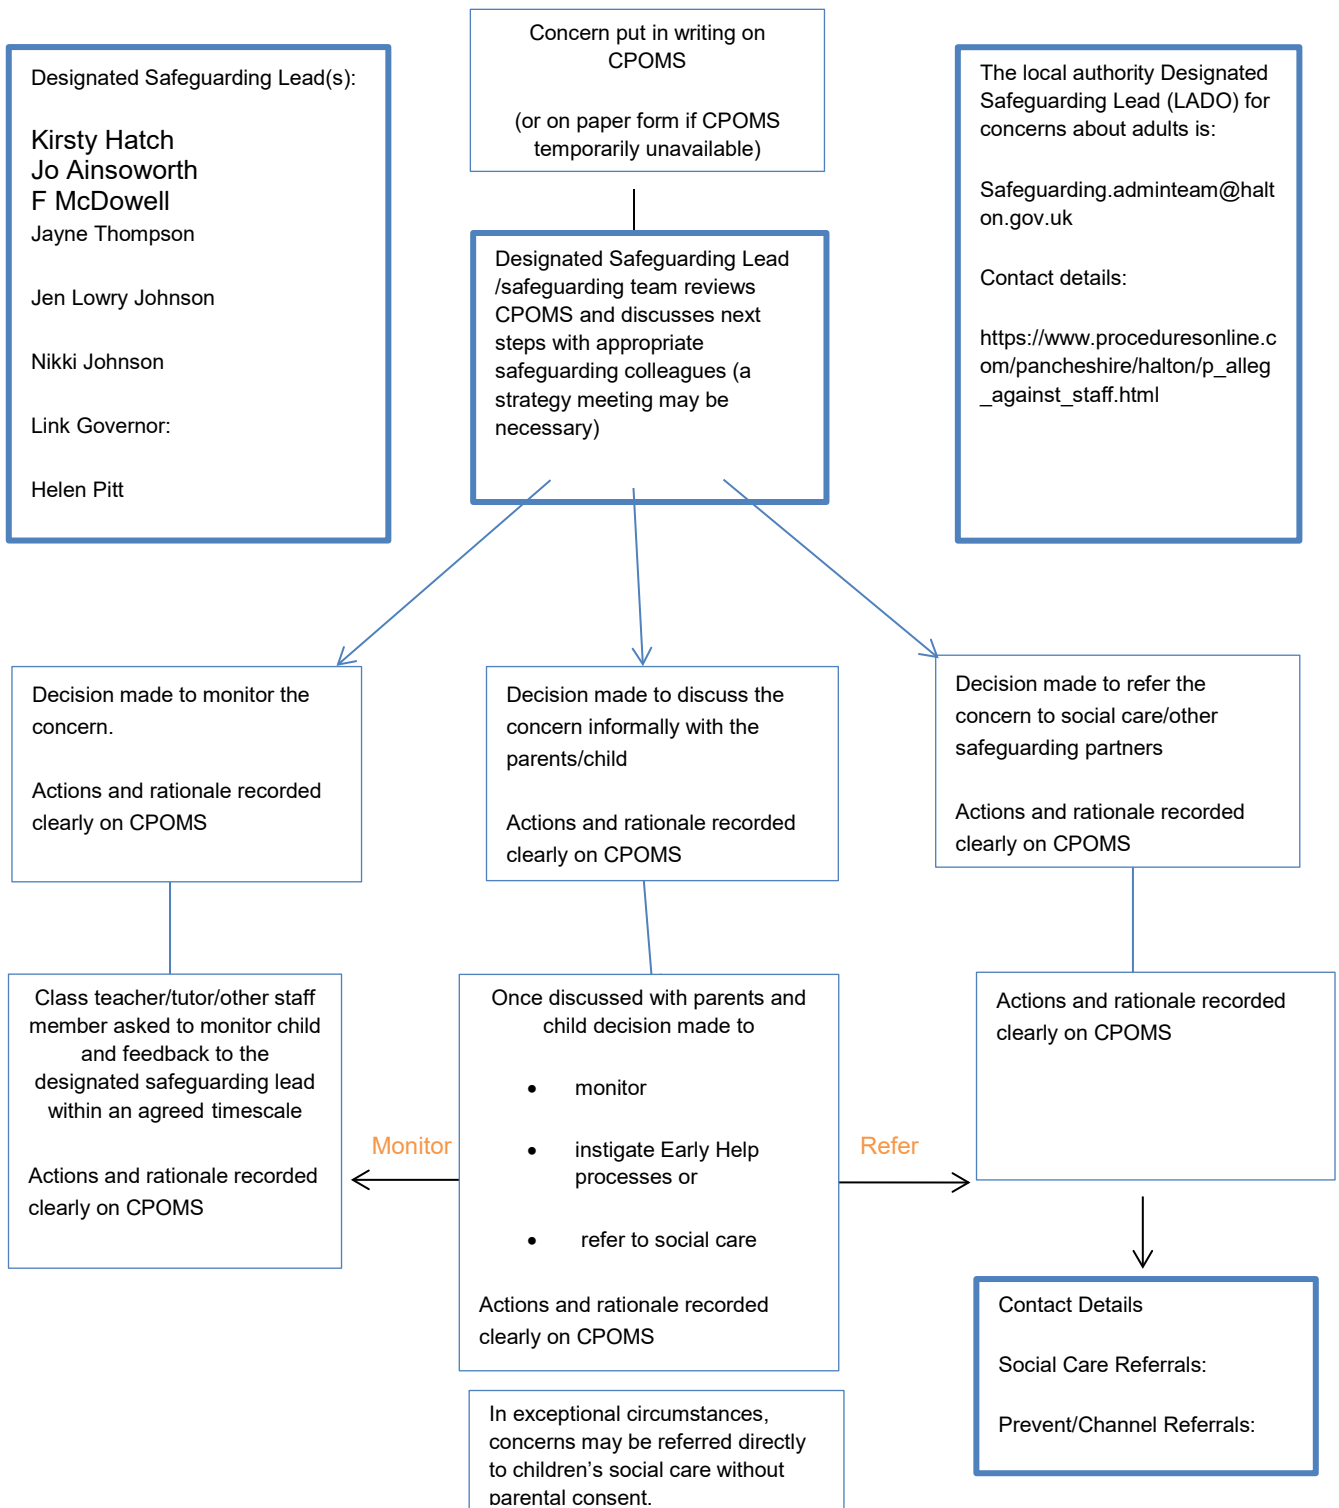 Concern put in writing on
CPOMS
(or on paper form if CPOMS
temporarily unavailable)
Designated Safeguarding Lead(s):
Kirsty Hatch
Jo Ainsoworth
F McDowell
Jayne Thompson
Jen Lowry Johnson
Nikki Johnson
Link Governor:
Helen Pitt
The local authority Designated
Safeguarding Lead (LADO) for
concerns about adults is:
Safeguarding.adminteam@halt
on.gov.uk
Contact details:
https://www.proceduresonline.c
om/pancheshire/halton/p_alleg
_against_staff.html
Designated Safeguarding Lead
/safeguarding team reviews
CPOMS and discusses next
steps with appropriate
safeguarding colleagues (a
strategy meeting may be
necessary)
Decision made to monitor the
concern.
Actions and rationale recorded
clearly on CPOMS
Decision made to discuss the
concern informally with the
parents/child
Actions and rationale recorded
clearly on CPOMS
Decision made to refer the
concern to social care/other
safeguarding partners
Actions and rationale recorded
clearly on CPOMS
Class teacher/tutor/other staff
member asked to monitor child
and feedback to the
designated safeguarding lead
within an agreed timescale
Actions and rationale recorded
clearly on CPOMS
Monitor
Once discussed with parents and
child decision made to
• monitor
• instigate Early Help
processes or
• refer to social care
Actions and rationale recorded
clearly on CPOMS
Refer
Actions and rationale recorded
clearly on CPOMS
Contact Details
Social Care Referrals:
Prevent/Channel Referrals:
In exceptional circumstances,
concerns may be referred directly
to children’s social care without
parental consent.